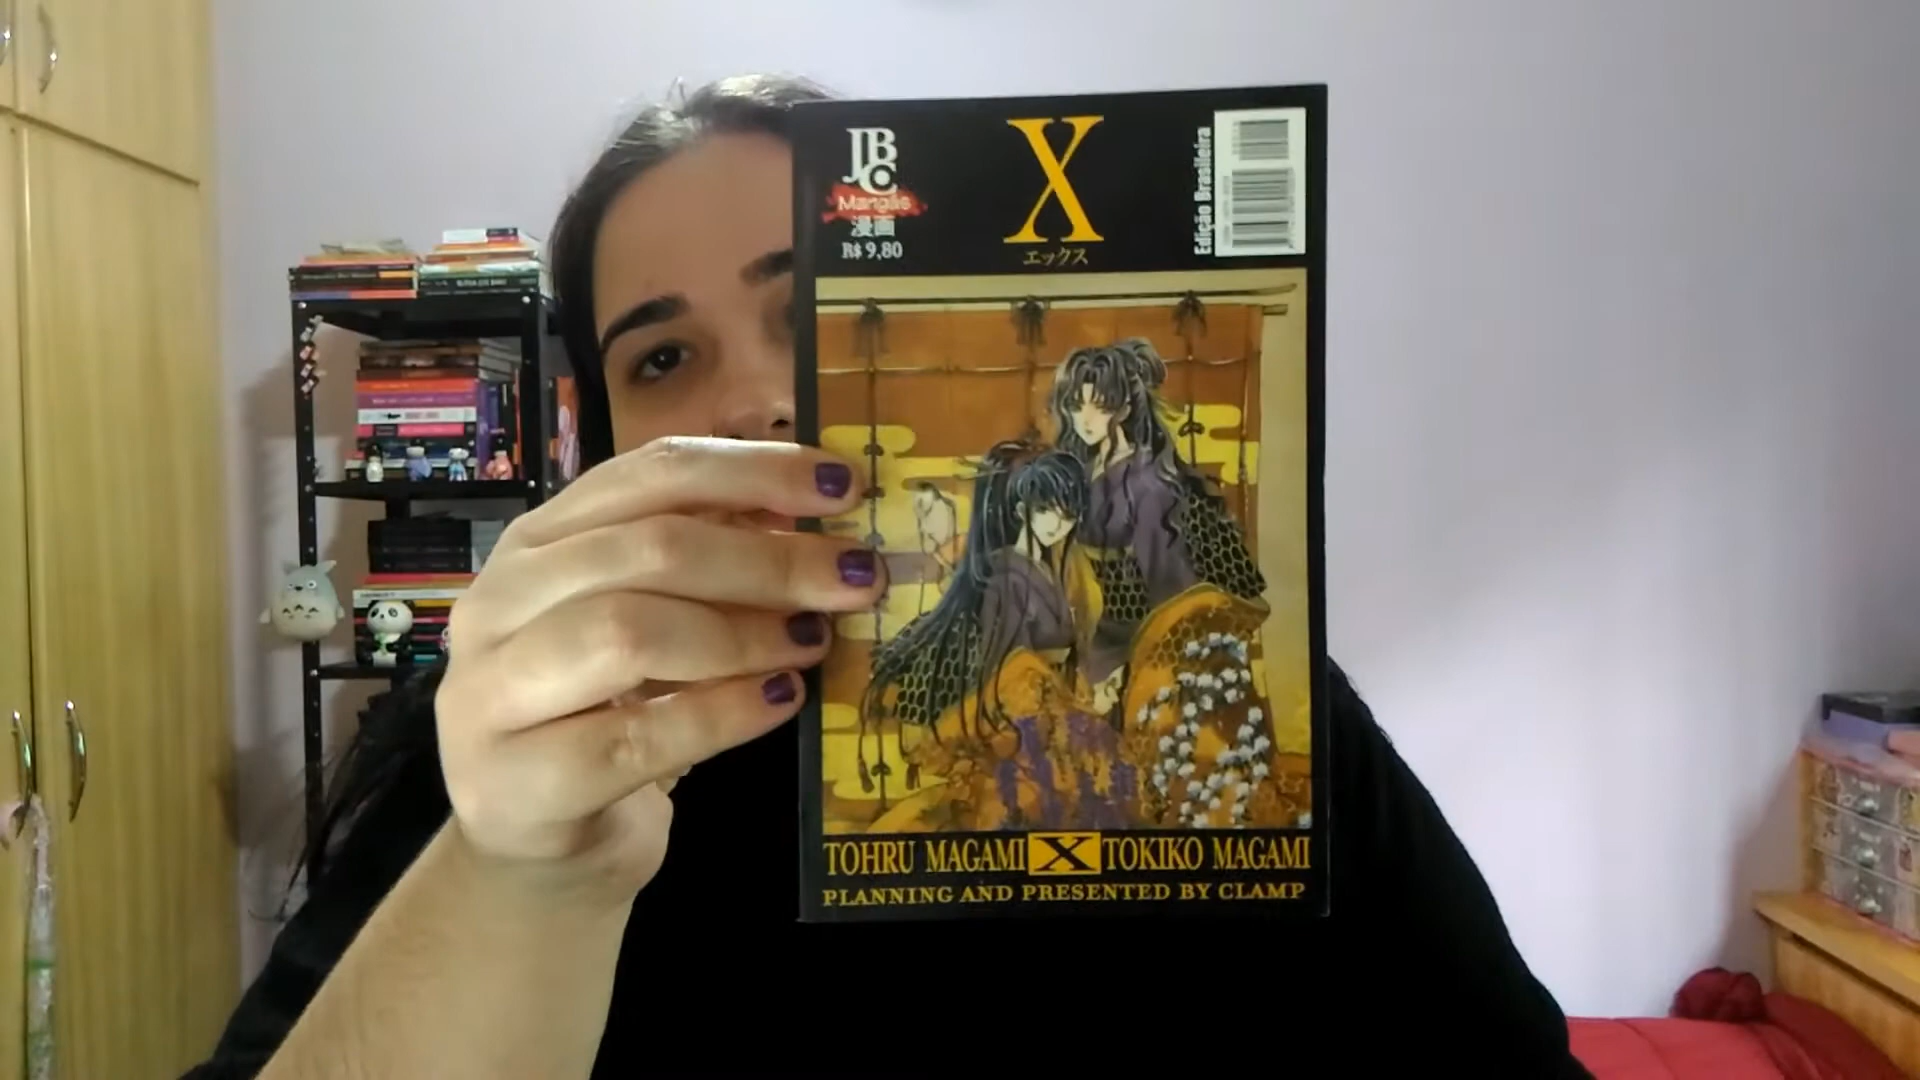 JBC
Mangás
漫画
R$ 9,80
X
エックス
Edição Brasileira
TOHRU MAGAMI X TOKIKO MAGAMI
PLANNING AND PRESENTED BY CLAMP